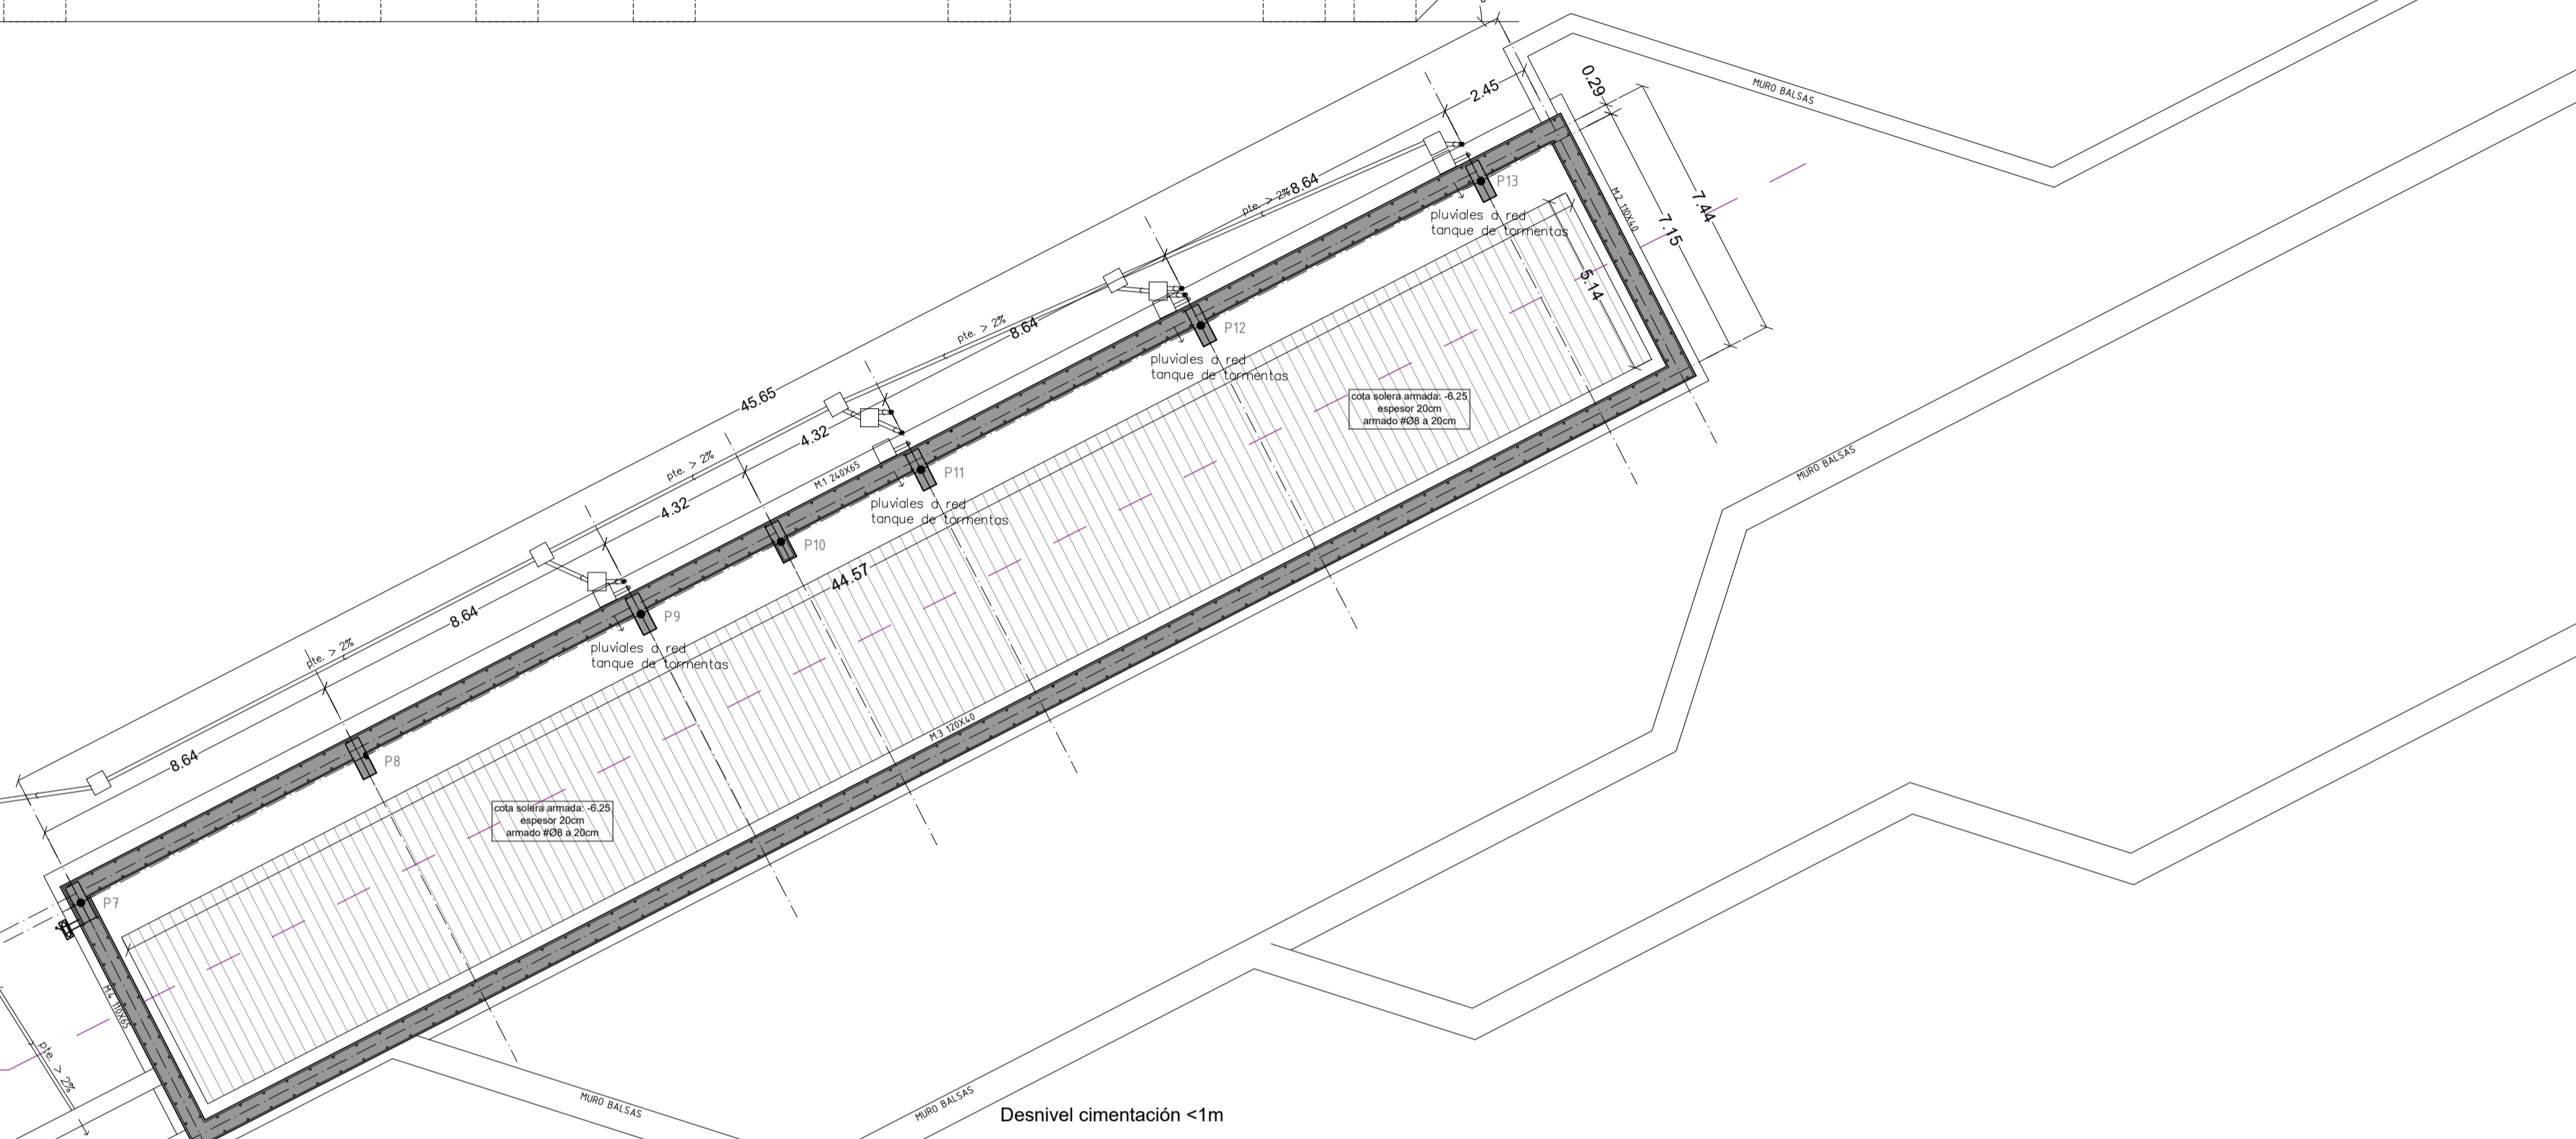 MURO BALSAS
0.29
2.45
7.44
7.15
M.2 110X40
P13
pte. > 2%
8.64
pluviales a red
tanque de tormentas
5.14
P12
pte. > 2%
8.64
pluviales a red
tanque de tormentas
cota solera armada: -6.25
espesor 20cm
armado #Ø8 a 20cm
45.65
4.32
MURO BALSAS
pte. > 2%
M.1 240X65
P11
pluviales a red
tanque de tormentas
4.32
P10
44.57
8.64
P9
pluviales a red
tanque de tormentas
pte. > 2%
M.3 120X40
8.64
P8
cota solera armada: -6.25
espesor 20cm
armado #Ø8 a 20cm
P7
M.4 110X65
pte. > 2%
MURO BALSAS
MURO BALSAS
Desnivel cimentación <1m